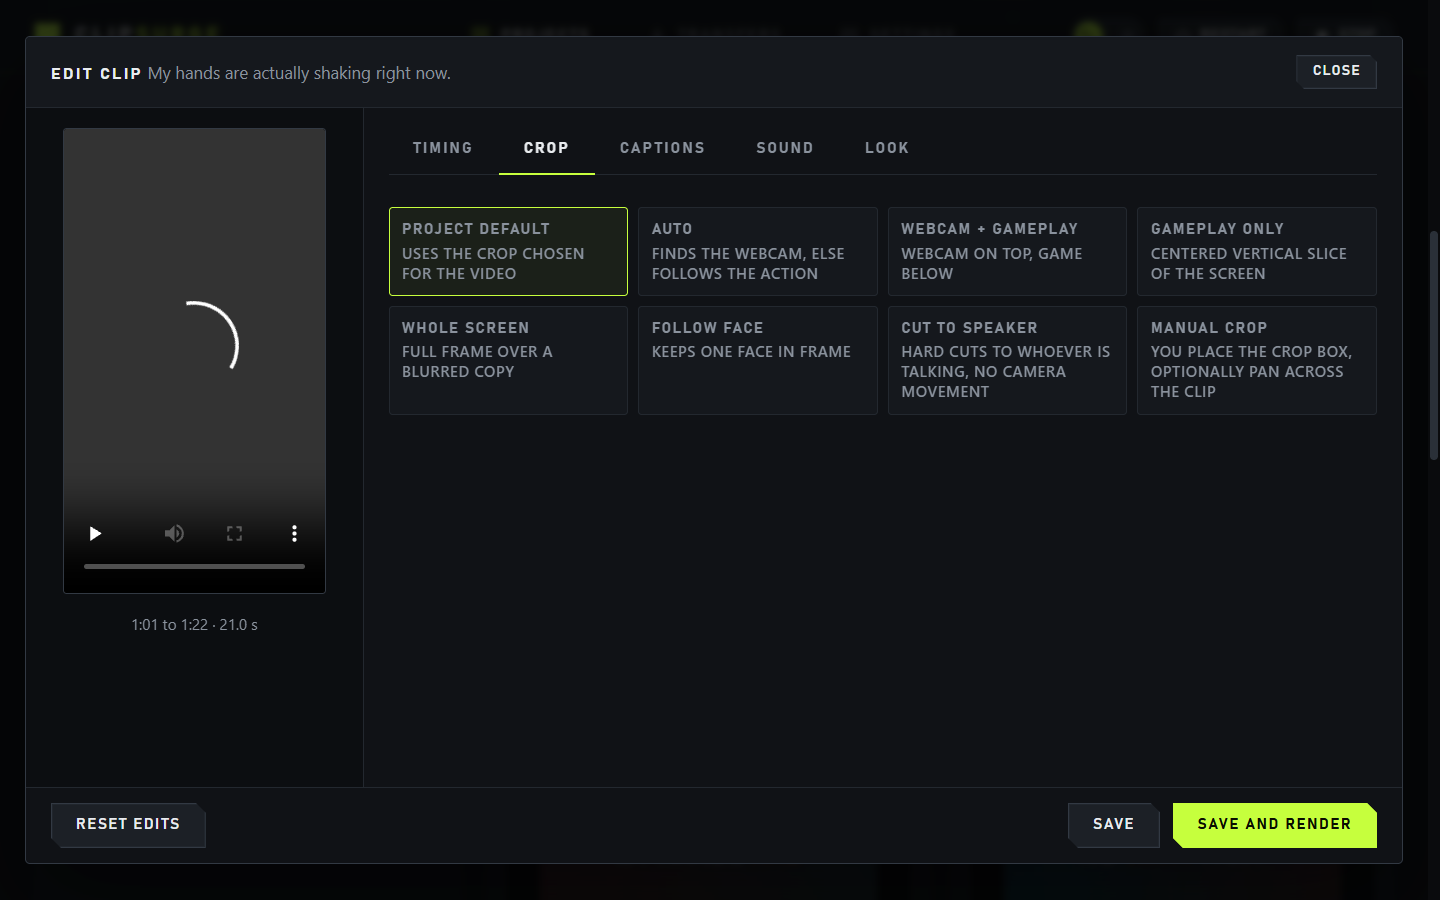 EDIT CLIP My hands are actually shaking right now.
CLOSE
TIMING
CROP
CAPTIONS
SOUND
LOOK
PROJECT DEFAULT
USES THE CROP CHOSEN
FOR THE VIDEO
AUTO
FINDS THE WEBCAM, ELSE
FOLLOWS THE ACTION
WEBCAM + GAMEPLAY
WEBCAM ON TOP, GAME
BELOW
GAMEPLAY ONLY
CENTERED VERTICAL SLICE
OF THE SCREEN
WHOLE SCREEN
FULL FRAME OVER A
BLURRED COPY
FOLLOW FACE
KEEPS ONE FACE IN FRAME
CUT TO SPEAKER
HARD CUTS TO WHOEVER IS
TALKING, NO CAMERA
MOVEMENT
MANUAL CROP
YOU PLACE THE CROP BOX,
OPTIONALLY PAN ACROSS
THE CLIP
1:01 to 1:22 · 21.0 s
RESET EDITS
SAVE
SAVE AND RENDER